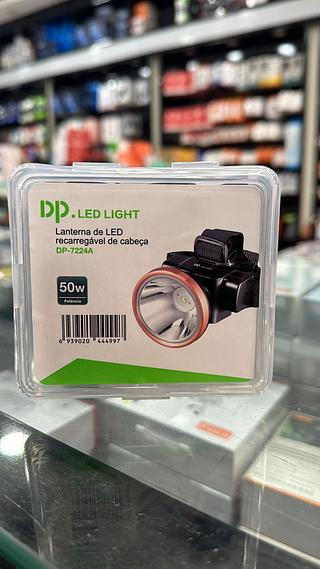 DP. LED LIGHT
Lanterna de LED
recarregável de cabeça
DP-7224A
50w
Potência
6 939020 444997